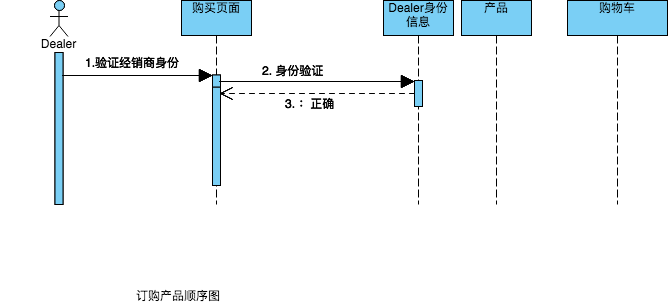 Dealer
购买页面
Dealer身份
信息
产品
购物车
1.验证经销商身份
2. 身份验证
3.： 正确
订购产品顺序图